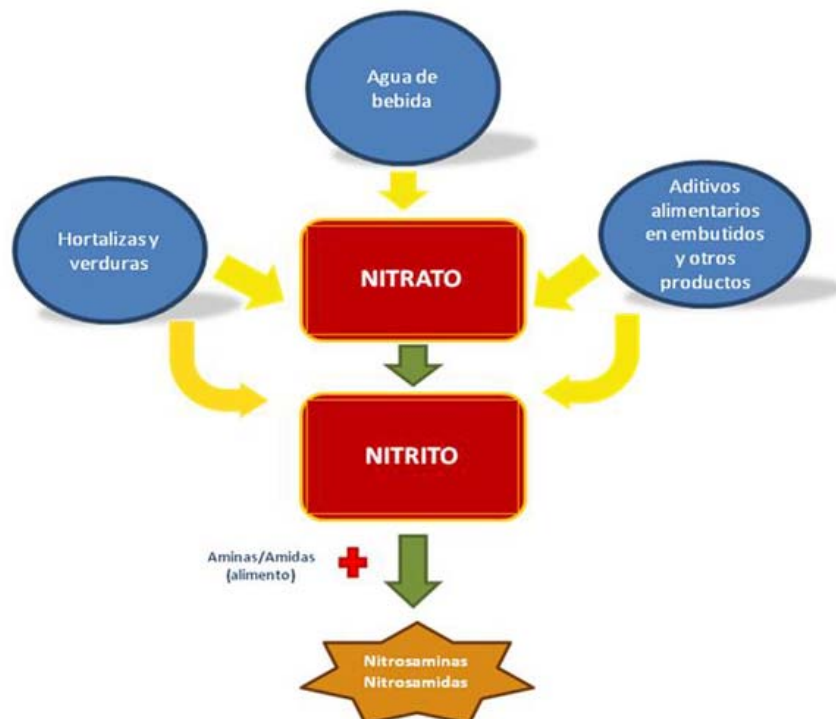 Agua de
bebida
Hortalizas y
verduras
Aditivos
alimentarios
en embutidos
y otros
productos
NITRATO
NITRITO
Aminas/Amidas
(alimento)
Nitrosaminas
Nitrosamidas